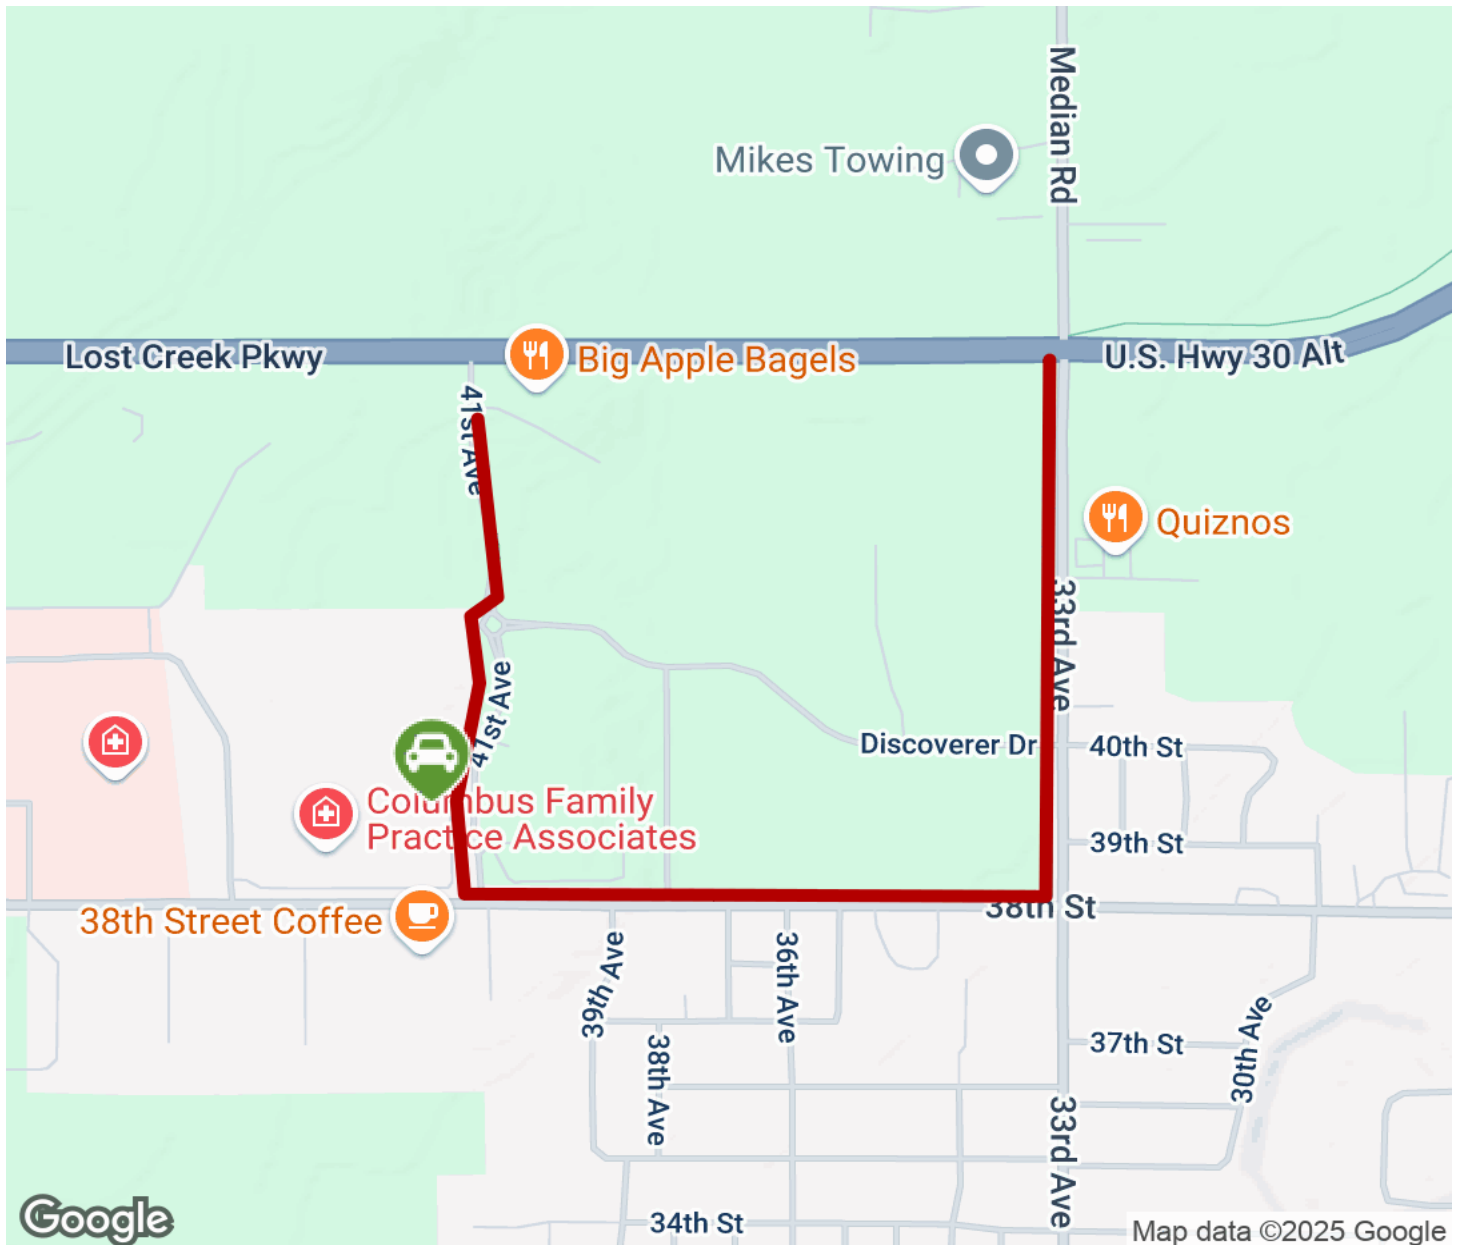 Median Rd
Mikes Towing
Lost Creek Pkwy
Big Apple Bagels
U.S. Hwy 30 Alt
41st Ave
Quiznos
33rd Ave
41st Ave
Discoverer Dr
40th St
Columbus Family
Practice Associates
39th St
38th Street Coffee
38th St
39th Ave
36th Ave
38th Ave
37th St
30th Ave
33rd Ave
34th St
Google
Map data ©2025 Google